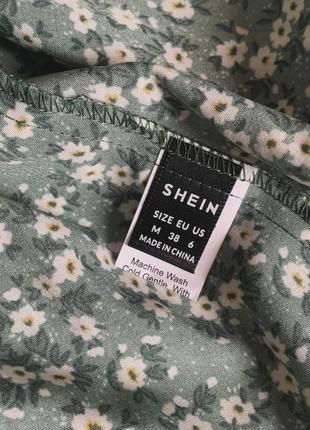 SHEIN
SIZE EU US
M 38 6
MADE IN CHINA
Machine Wash
Cold Gentle, With